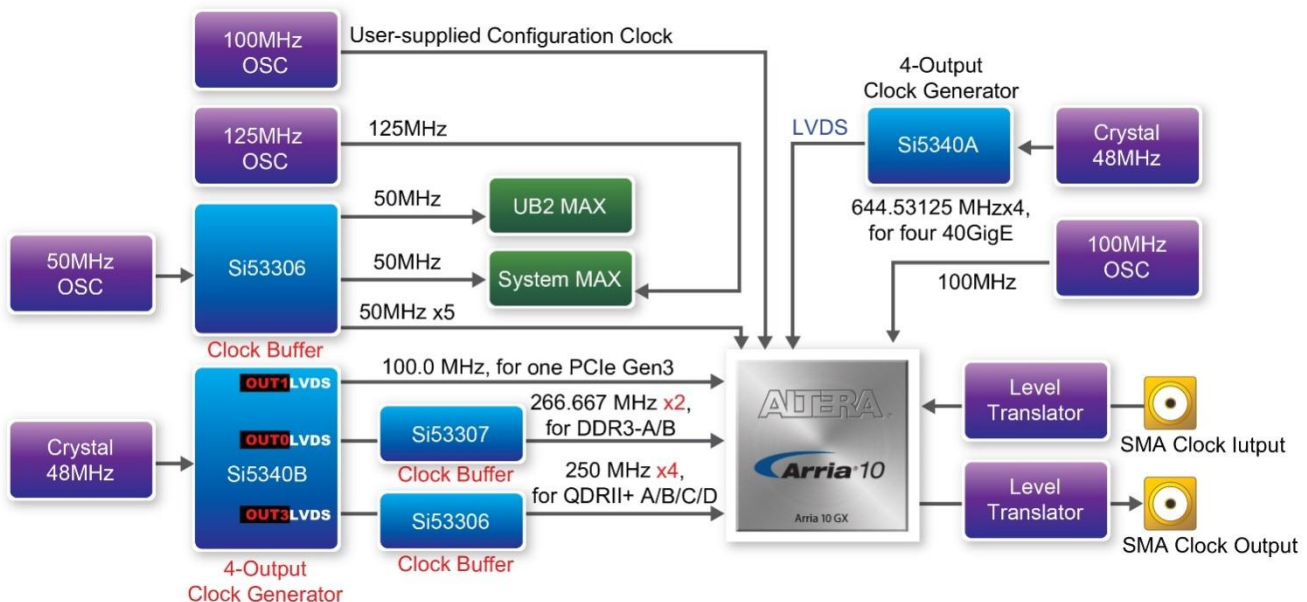 100MHz
OSC
User-supplied Configuration Clock
125MHz
OSC
125MHz
50MHz
OSC
Si53306
Clock Buffer
50MHz
UB2 MAX
50MHz
System MAX
50MHz x5
4-Output
Clock Generator
LVDS
Si5340A
Crystal
48MHz
644.53125 MHzx4,
for four 40GigE
100MHz
OSC
100MHz
Crystal
48MHz
OUT1LVDS
OUT0LVDS
Si5340B
OUT3LVDS
4-Output
Clock Generator
100.0 MHz, for one PCIe Gen3
Si53307
Clock Buffer
266.667 MHz x2,
for DDR3-A/B
Si53306
Clock Buffer
250 MHz x4,
for QDRII+ A/B/C/D
ALTERA
Arria 10
Arria 10 GX
Level
Translator
SMA Clock Iutput
Level
Translator
SMA Clock Output